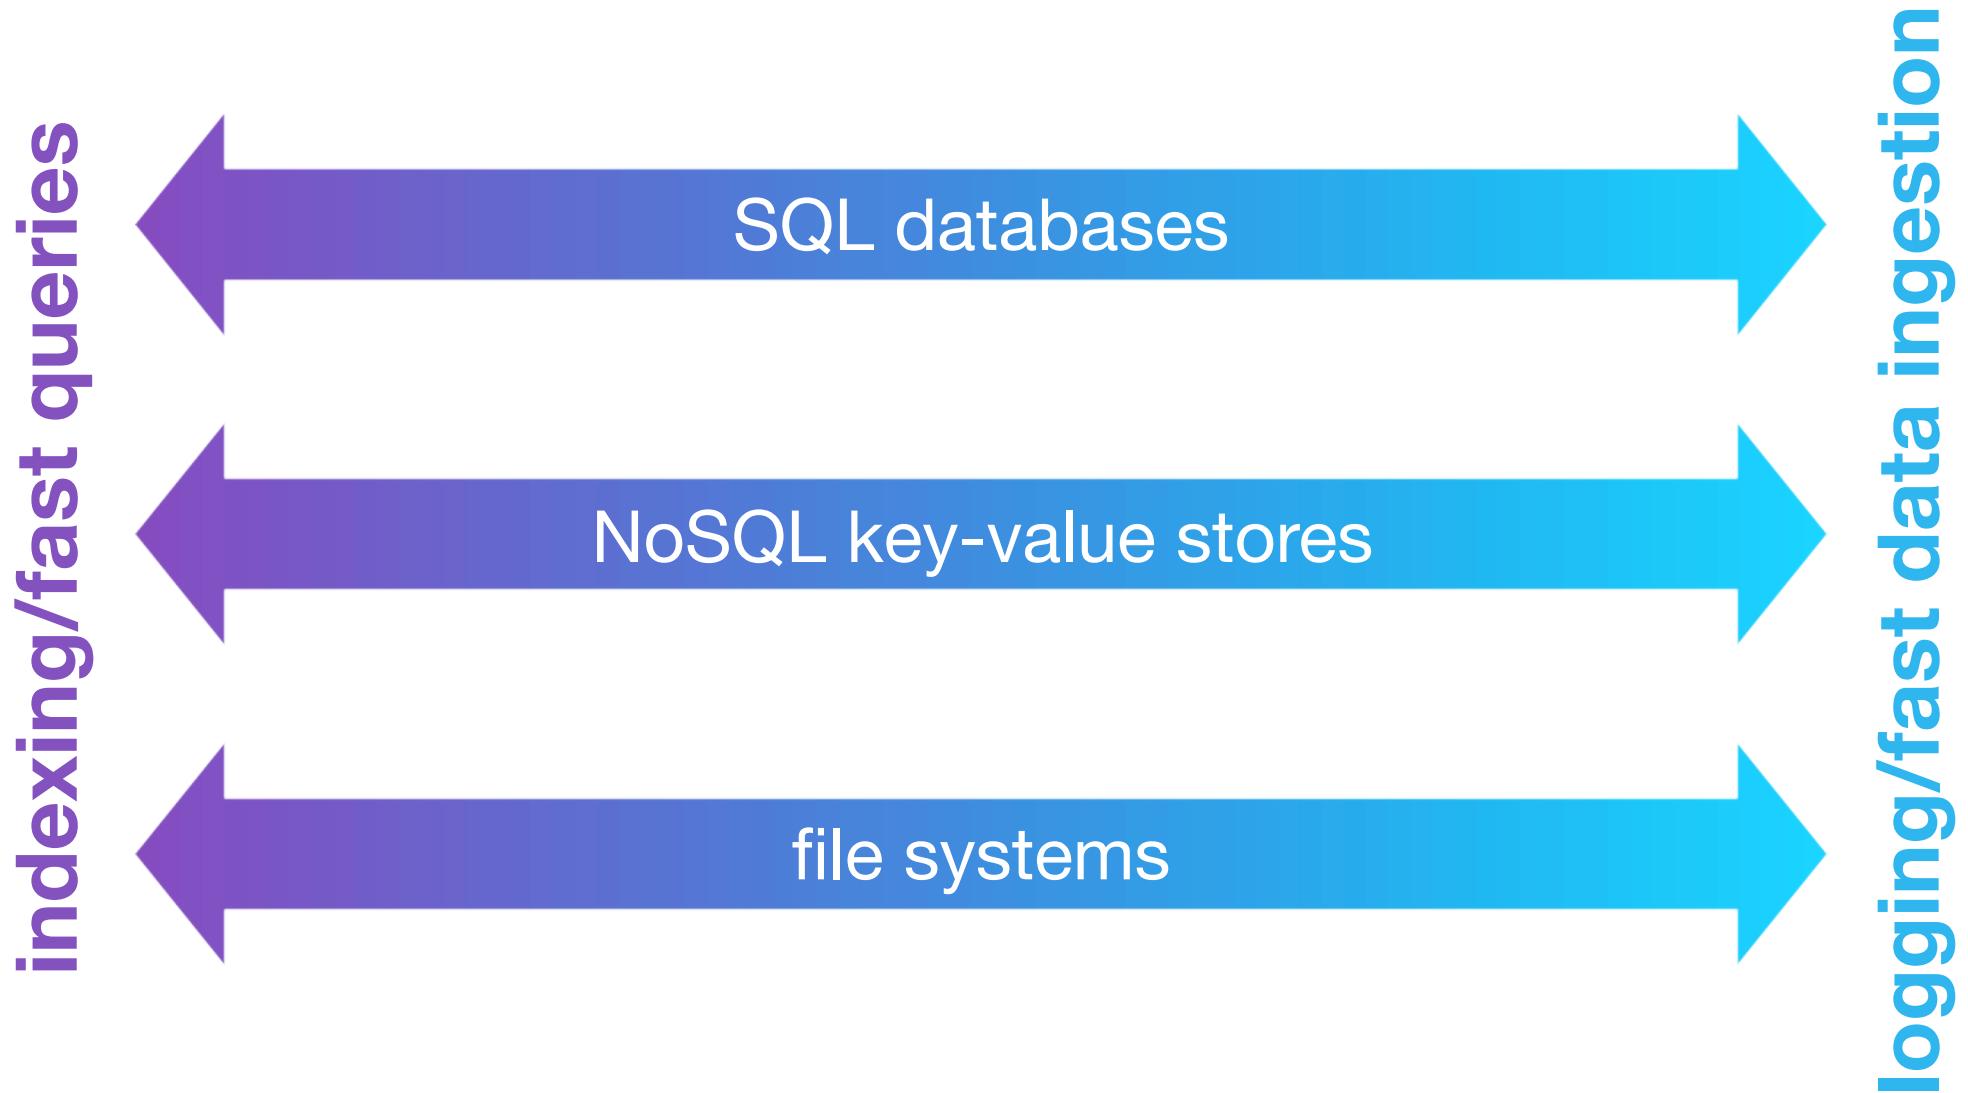 indexing/fast queries
SQL databases
NoSQL key-value stores
file systems
logging/fast data ingestion